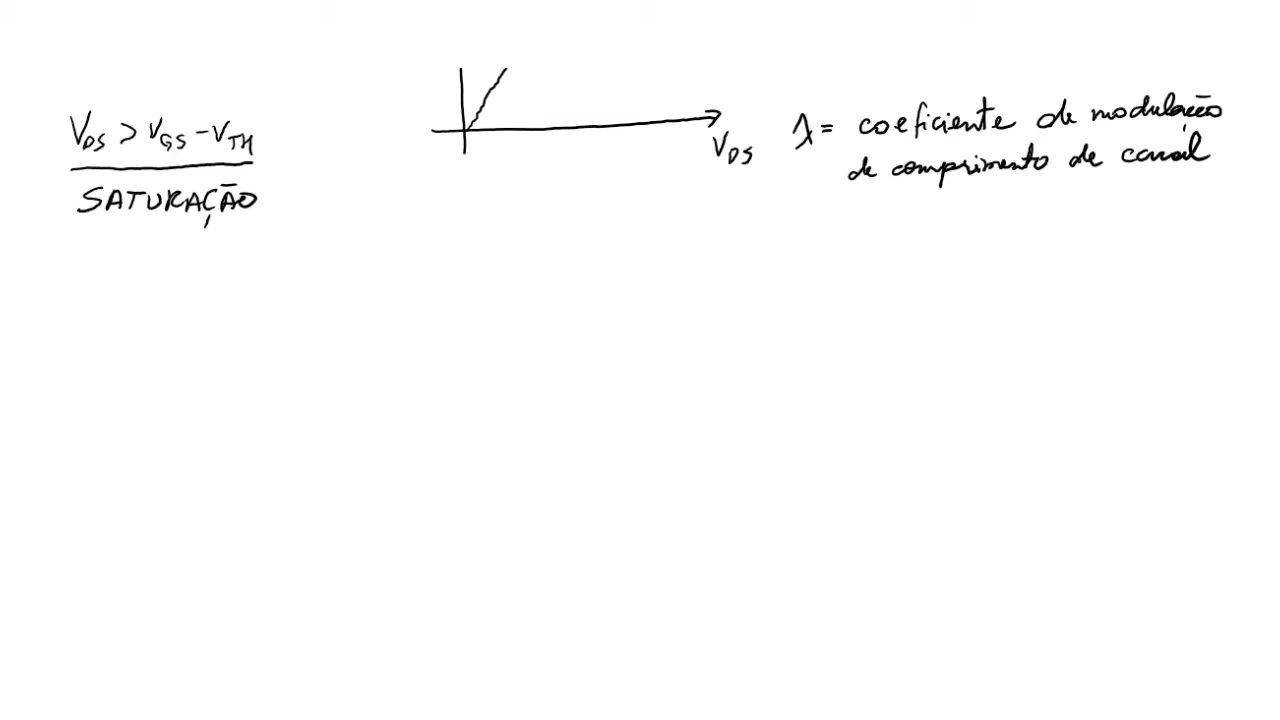 V_DS > V_GS - V_TH
SATURAÇÃO
V_DS
λ = coeficiente de modulação
de comprimento de canal